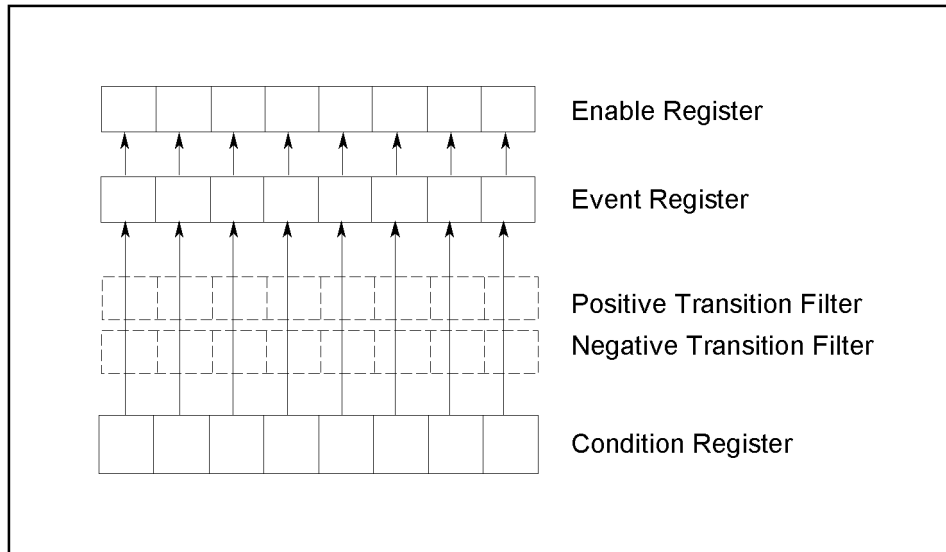 Enable Register
Event Register
Positive Transition Filter
Negative Transition Filter
Condition Register